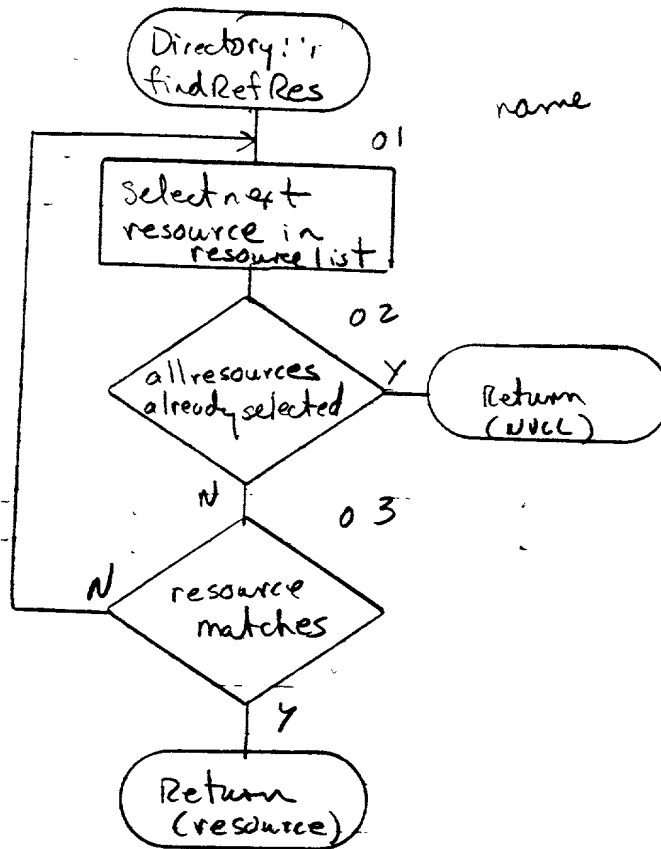 Directory::
findRefRes
name
01
Select next
resource in
resource list
02
all resources
already selected
Y
Return
(NULL)
N
03
N
resource
matches
Y
Return
(resource)